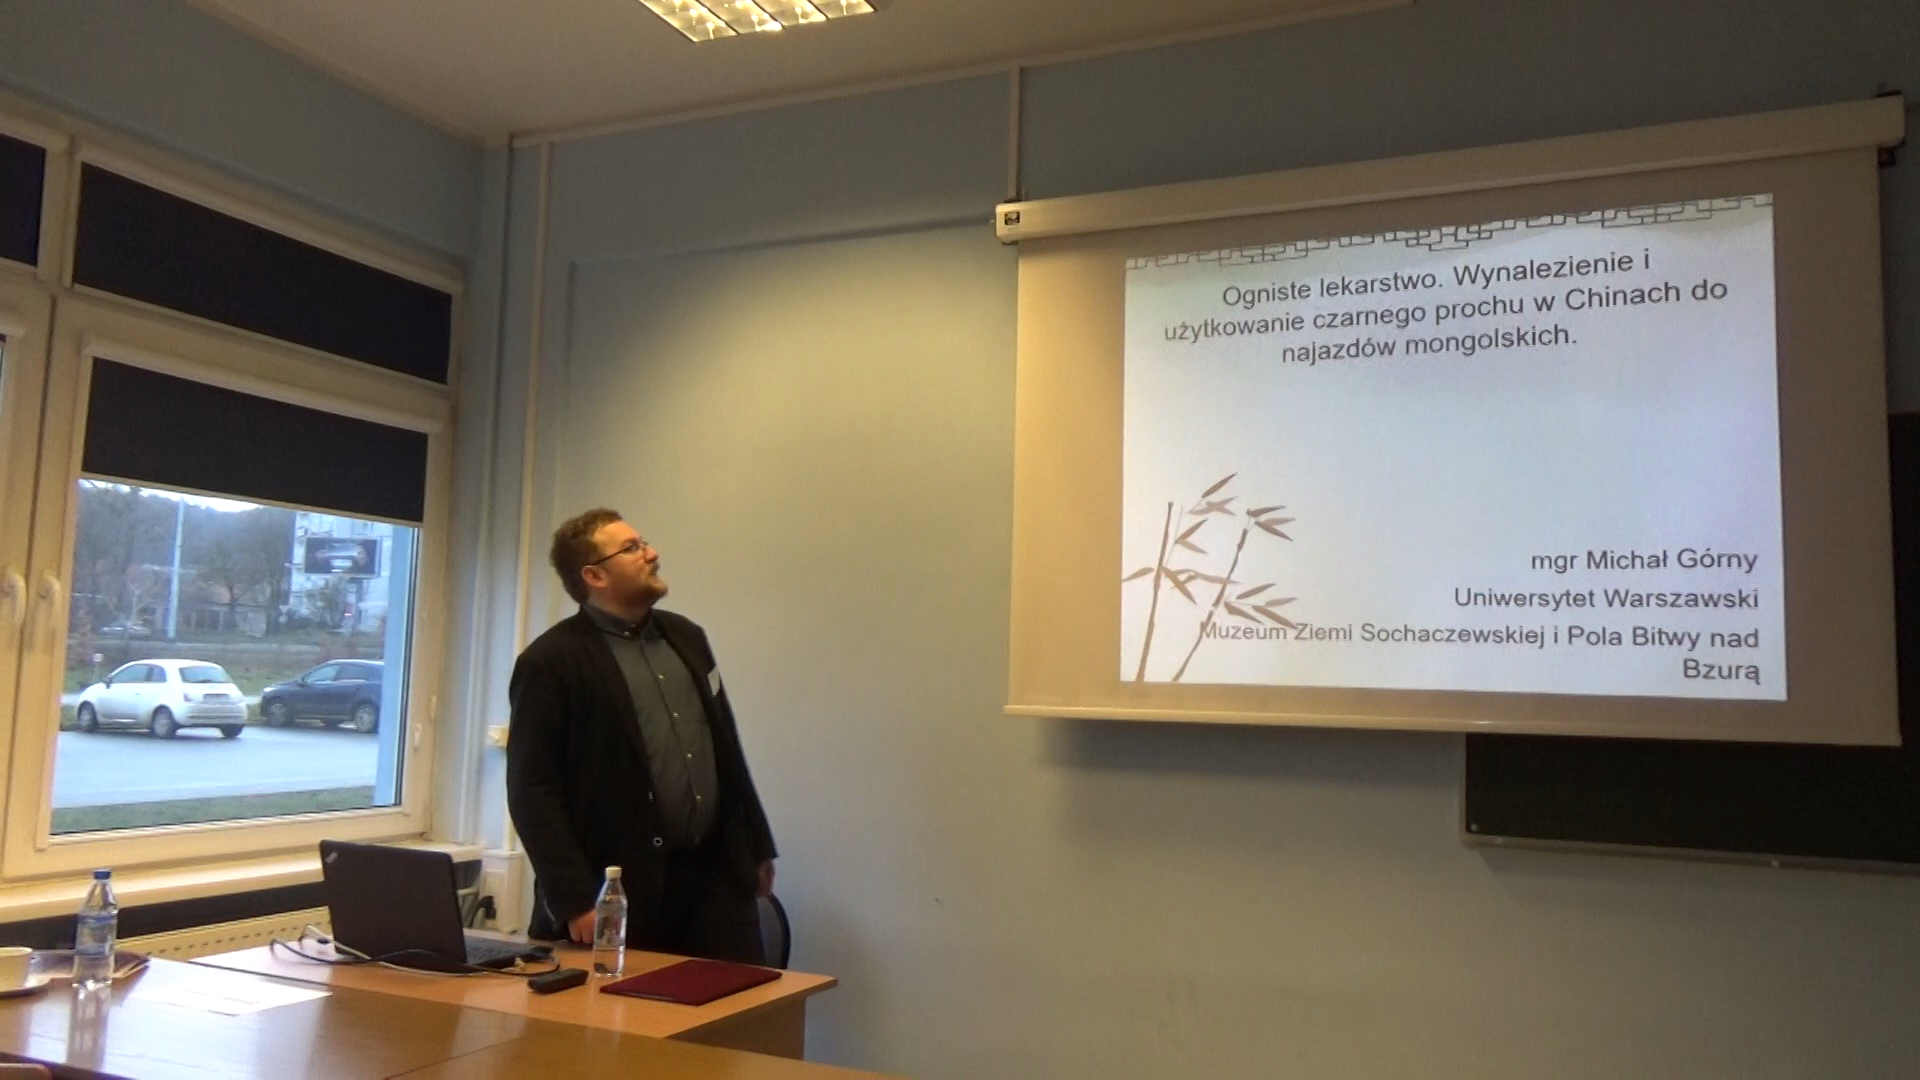 Ogniste lekarstwo. Wynalezienie i
użytkowanie czarnego prochu w Chinach do
najazdów mongolskich.
mgr Michał Górny
Uniwersytet Warszawski
Muzeum Ziemi Sochaczewskiej i Pola Bitwy nad
Bzurą